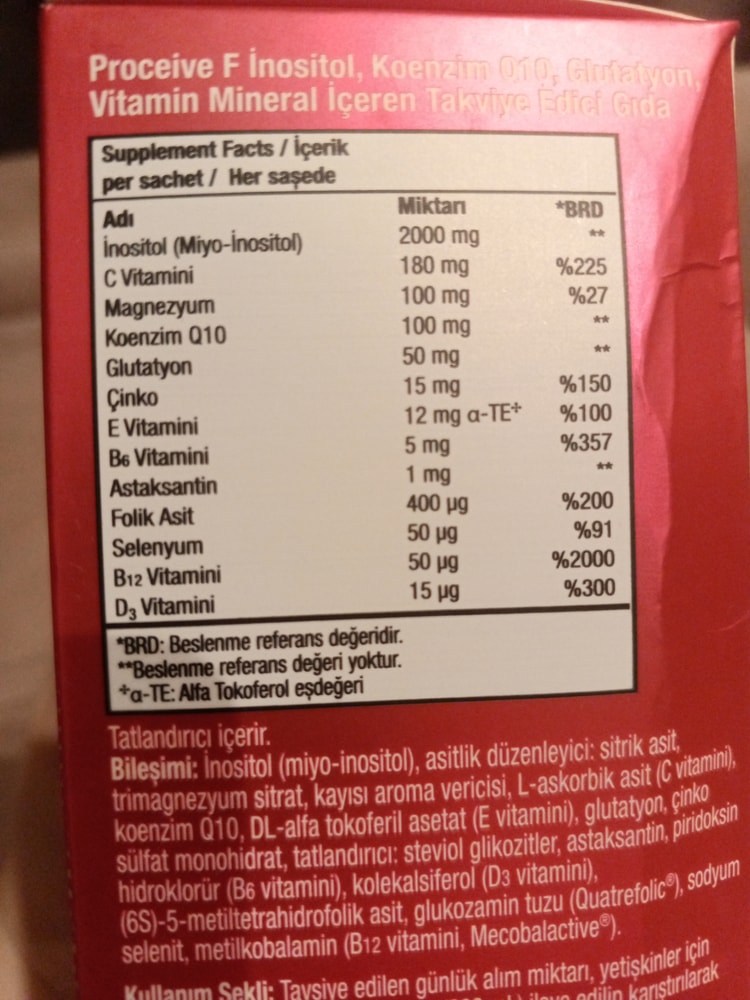 Proceive F İnositol, Koenzim Q10, Glutatyon,
Vitamin Mineral İçeren Takviye Edici Gıda
Supplement Facts / İçerik
per sachet / Her saşede
Adı Miktarı *BRD
İnositol (Miyo-İnositol) 2000 mg **
C Vitamini 180 mg %225
Magnezyum 100 mg %27
Koenzim Q10 100 mg **
Glutatyon 50 mg **
Çinko 15 mg %150
E Vitamini 12 mg α-TE⁺ %100
B6 Vitamini 5 mg %357
Astaksantin 1 mg **
Folik Asit 400 µg %200
Selenyum 50 µg %91
B12 Vitamini 50 µg %2000
D3 Vitamini 15 µg %300
*BRD: Beslenme referans değeridir.
**Beslenme referans değeri yoktur.
⁺α-TE: Alfa Tokoferol eşdeğeri
Tatlandırıcı içerir.
Bileşimi: İnositol (miyo-inositol), asitlik düzenleyici: sitrik asit,
trimagnezyum sitrat, kayısı aroma vericisi, L-askorbik asit (C vitamini),
koenzim Q10, DL-alfa tokoferil asetat (E vitamini), glutatyon, çinko
sülfat monohidrat, tatlandırıcı: steviol glikozitler, astaksantin, piridoksin
hidroklorür (B6 vitamini), kolekalsiferol (D3 vitamini),
(6S)-5-metiltetrahidrofolik asit, glukozamin tuzu (Quatrefolic®), sodyum
selenit, metilkobalamin (B12 vitamini, Mecobalactive®).
Kullanım Şekli: Tavsiye edilen günlük alım miktarı, yetişkinler için
ilave edilip karıştırılarak